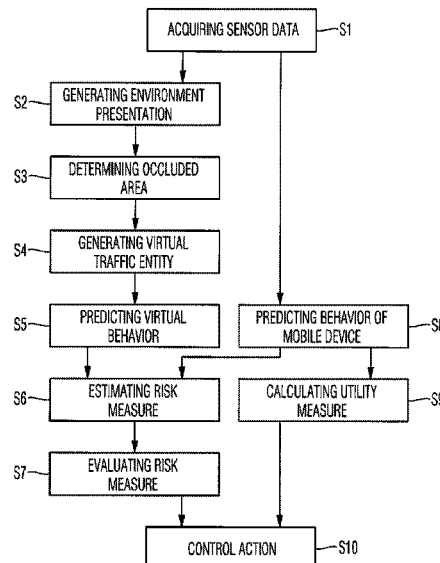 ACQUIRING SENSOR DATA
S1
S2
GENERATING ENVIRONMENT
PRESENTATION
S3
DETERMINING OCCLUDED
AREA
S4
GENERATING VIRTUAL
TRAFFIC ENTITY
S5
PREDICTING VIRTUAL
BEHAVIOR
PREDICTING BEHAVIOR OF
MOBILE DEVICE
S6
ESTIMATING RISK
MEASURE
CALCULATING UTILITY
MEASURE
S7
EVALUATING RISK
MEASURE
CONTROL ACTION
S10